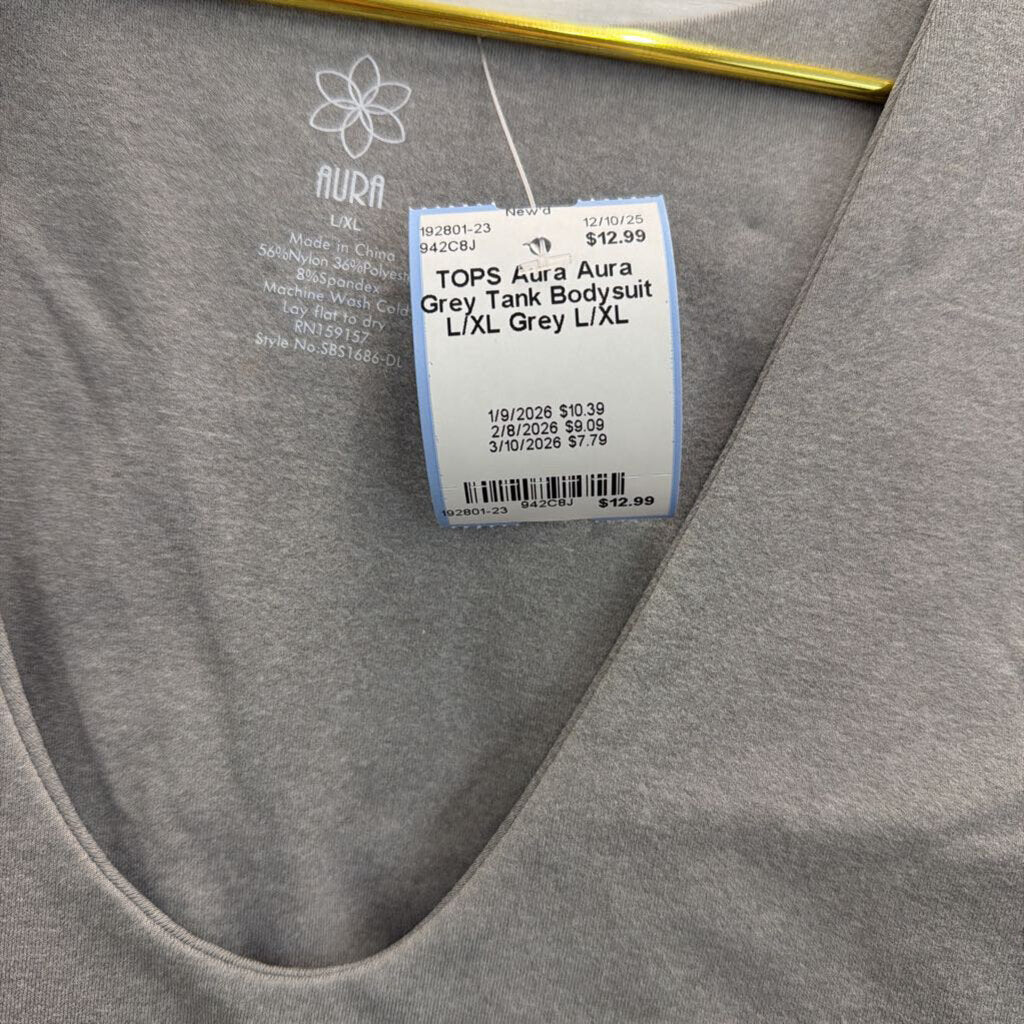 AURA
L/XL
Made in China
56%Nylon 36%Polyest
8%Spandex
Machine Wash Cold
Lay flat to dry
RN159157
Style No:SBS1686-DL
New'd
192801-23
942C8J
12/10/25
$12.99
TOPS Aura Aura
Grey Tank Bodysuit
L/XL Grey L/XL
1/9/2026 $10.39
2/8/2026 $9.09
3/10/2026 $7.79
192801-23 942C8J $12.99